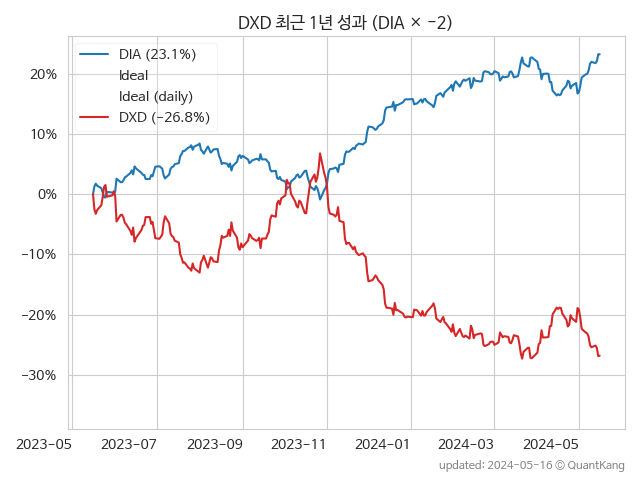 DXD 최근 1년 성과 (DIA × −2)
DIA (23.1%)
Ideal
Ideal (daily)
DXD (−26.8%)
20%
10%
0%
−10%
−20%
−30%
2023−05 2023−07 2023−09 2023−11 2024−01 2024−03 2024−05
updated: 2024−05−16 ⓒ QuantKang